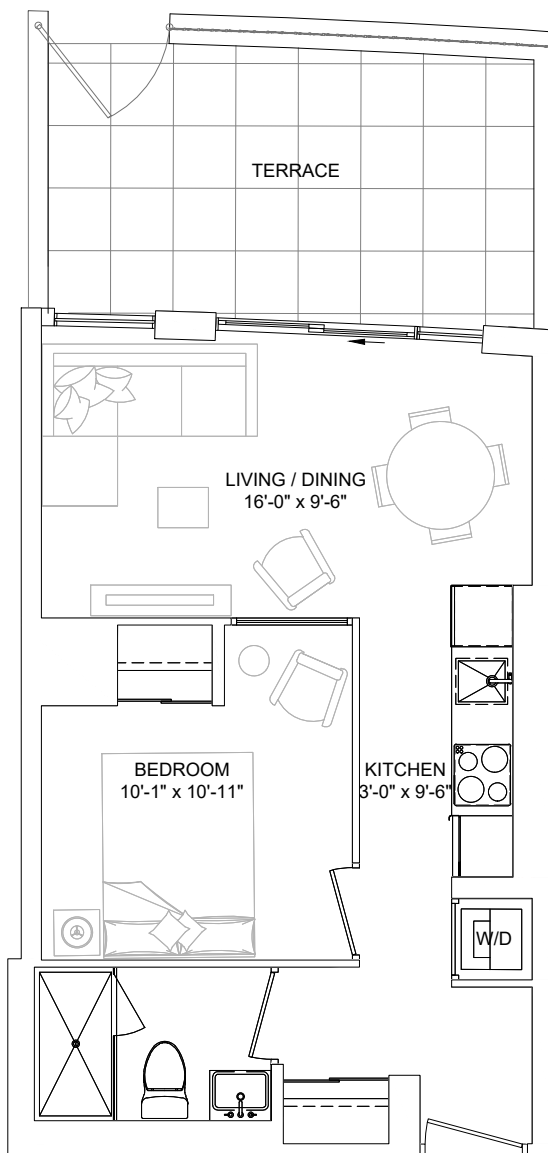 TERRACE
LIVING / DINING
16'-0" x 9'-6"
BEDROOM
10'-1" x 10'-11"
KITCHEN
3'-0" x 9'-6"
W/D